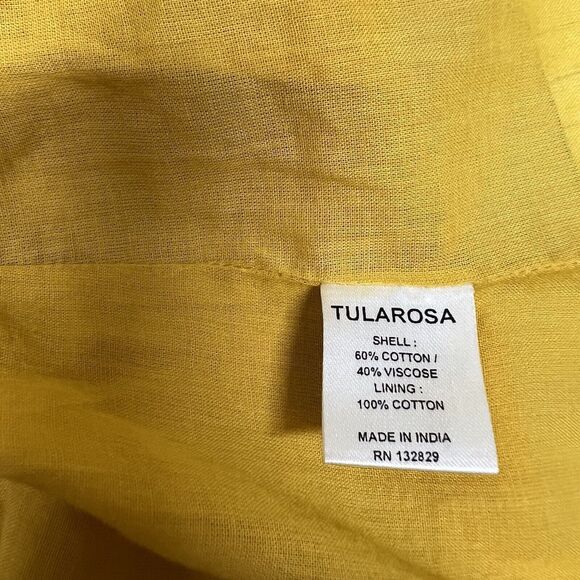 TULAROSA
SHELL :
60% COTTON /
40% VISCOSE
LINING :
100% COTTON
MADE IN INDIA
RN 132829